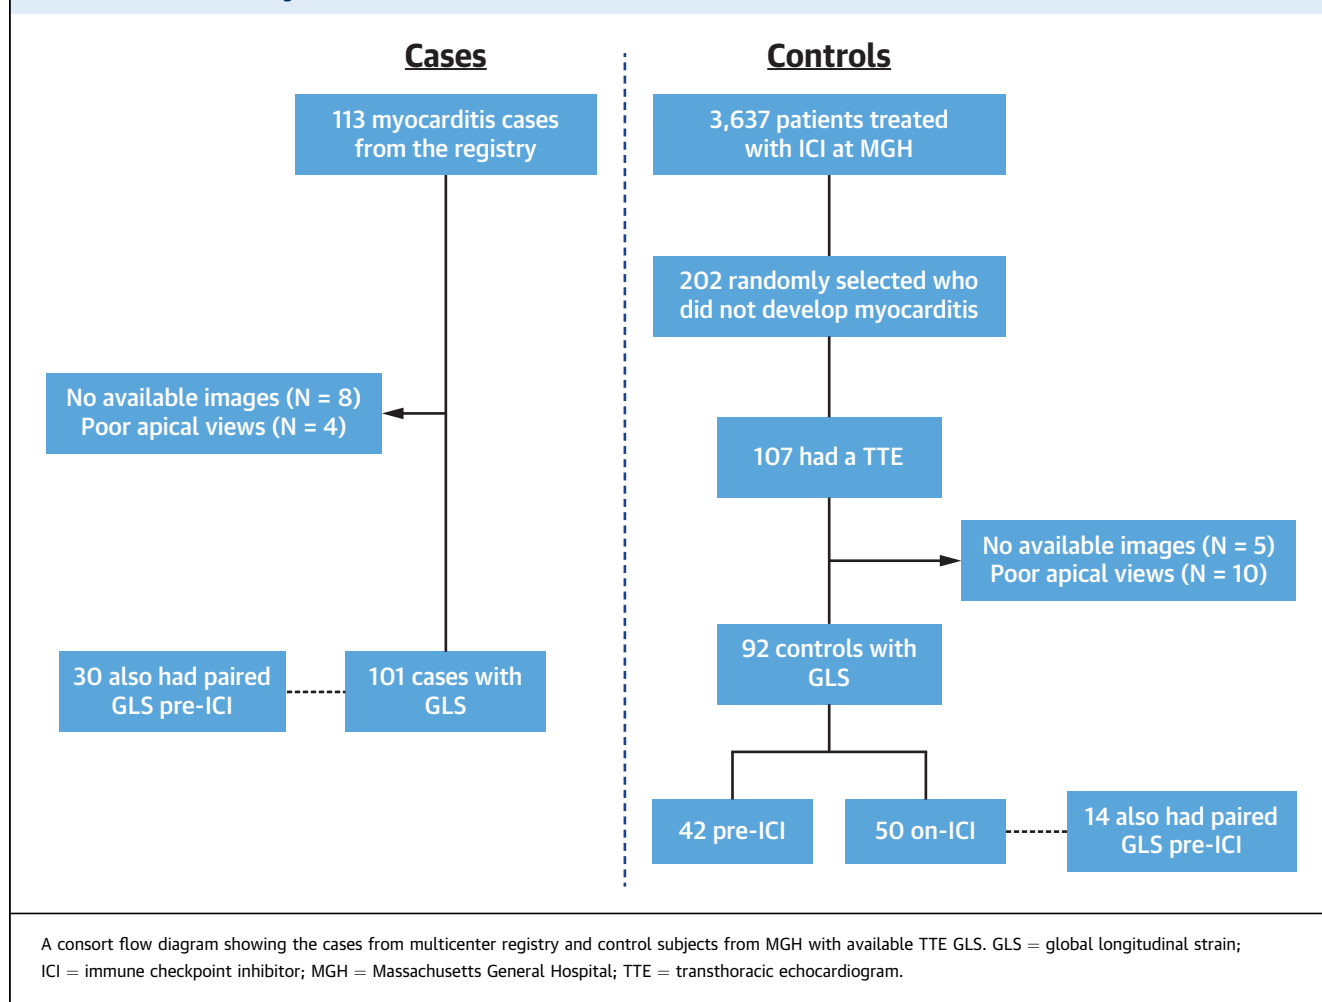 Cases
113 myocarditis cases
from the registry
No available images (N = 8)
Poor apical views (N = 4)
30 also had paired
GLS pre-ICI
101 cases with
GLS
Controls
3,637 patients treated
with ICI at MGH
202 randomly selected who
did not develop myocarditis
107 had a TTE
No available images (N = 5)
Poor apical views (N = 10)
92 controls with
GLS
42 pre-ICI
50 on-ICI
14 also had paired
GLS pre-ICI
A consort flow diagram showing the cases from multicenter registry and control subjects from MGH with available TTE GLS. GLS = global longitudinal strain;
ICI = immune checkpoint inhibitor; MGH = Massachusetts General Hospital; TTE = transthoracic echocardiogram.